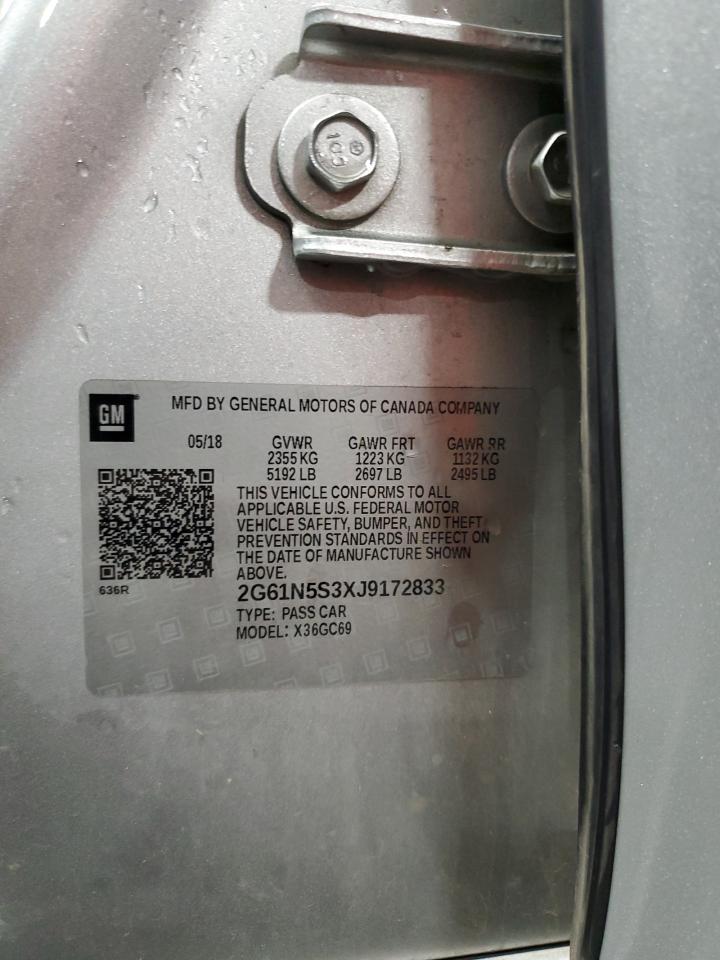 100
GM
MFD BY GENERAL MOTORS OF CANADA COMPANY
05/18 GVWR GAWR FRT GAWR RR
2355 KG 1223 KG 1132 KG
5192 LB 2697 LB 2495 LB
THIS VEHICLE CONFORMS TO ALL
APPLICABLE U.S. FEDERAL MOTOR
VEHICLE SAFETY, BUMPER, AND THEFT
PREVENTION STANDARDS IN EFFECT ON
THE DATE OF MANUFACTURE SHOWN
ABOVE.
636R
2G61N5S3XJ9172833
TYPE: PASS CAR
MODEL: X36GC69